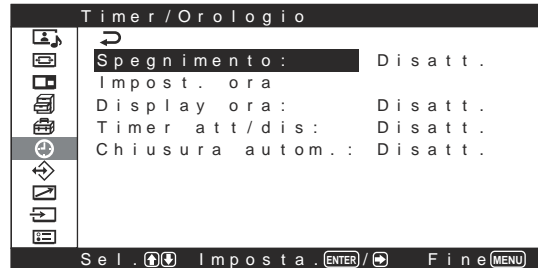 Timer/Orologio
Spegnimento: Disatt.
Impost. ora
Display ora: Disatt.
Timer att/dis: Disatt.
Chiusura autom.: Disatt.
Sel. Imposta. ENTER / Fine MENU